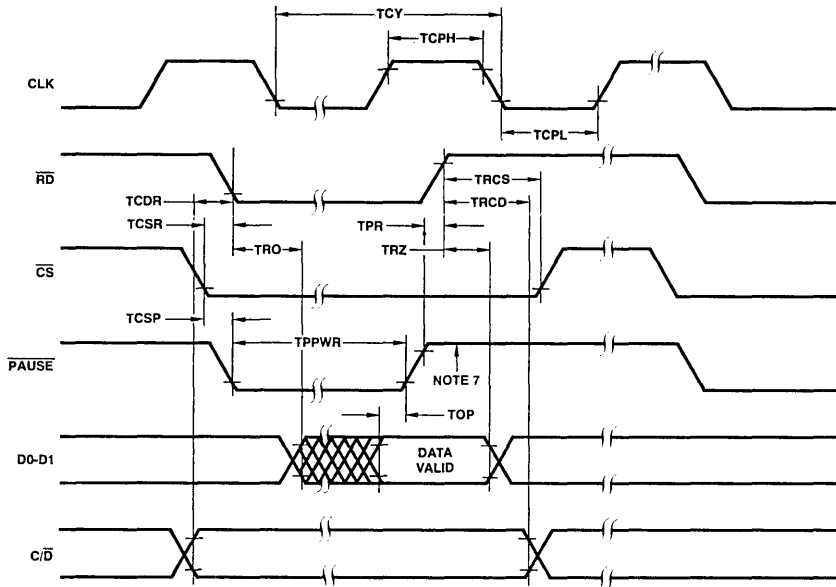 TCY
TCPH
CLK
TCPL
RD
TCDR
TRCS
TRCD
TCSR
TPR
TRO
TRZ
CS
TCSP
TPPWR
PAUSE
NOTE 7
TOP
D0-D1
DATA
VALID
C/D